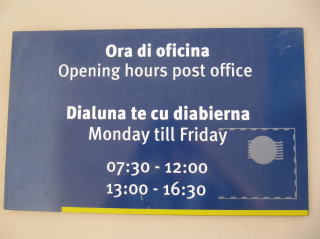 Ora di oficina
Opening hours post office
Dialuna te cu diabierna
Monday till Friday
07:30 - 12:00
13:00 - 16:30